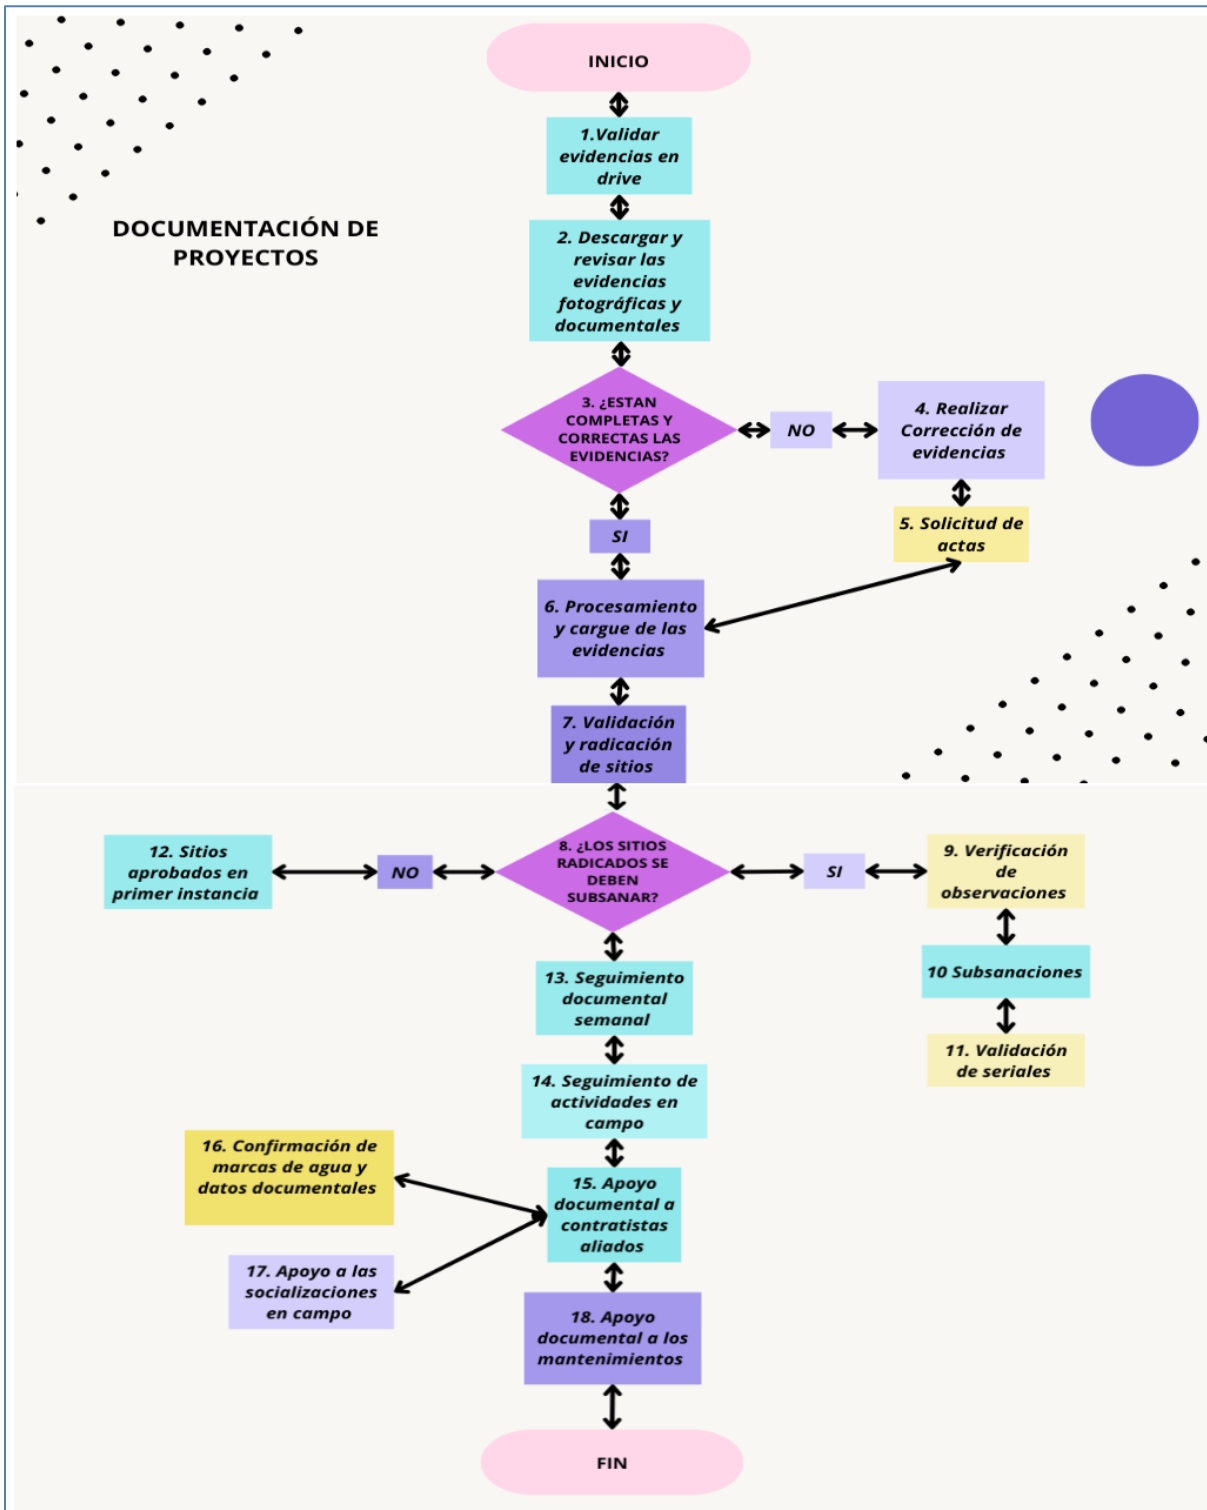 INICIO
1.Validar
evidencias en
drive
DOCUMENTACIÓN DE
PROYECTOS
2. Descargar y
revisar las
evidencias
fotográficas y
documentales
3. ¿ESTAN
COMPLETAS Y
CORRECTAS LAS
EVIDENCIAS?
NO
4. Realizar
Corrección de
evidencias
5. Solicitud de
actas
SI
6. Procesamiento
y cargue de las
evidencias
7. Validación
y radicación
de sitios
8. ¿LOS SITIOS
RADICADOS SE
DEBEN
SUBSANAR?
NO
12. Sitios
aprobados en
primer instancia
SI
9. Verificación
de
observaciones
10 Subsanaciones
11. Validación
de seriales
13. Seguimiento
documental
semanal
14. Seguimiento de
actividades en
campo
15. Apoyo
documental a
contratistas
aliados
16. Confirmación de
marcas de agua y
datos documentales
17. Apoyo a las
socializaciones
en campo
18. Apoyo
documental a los
mantenimientos
FIN